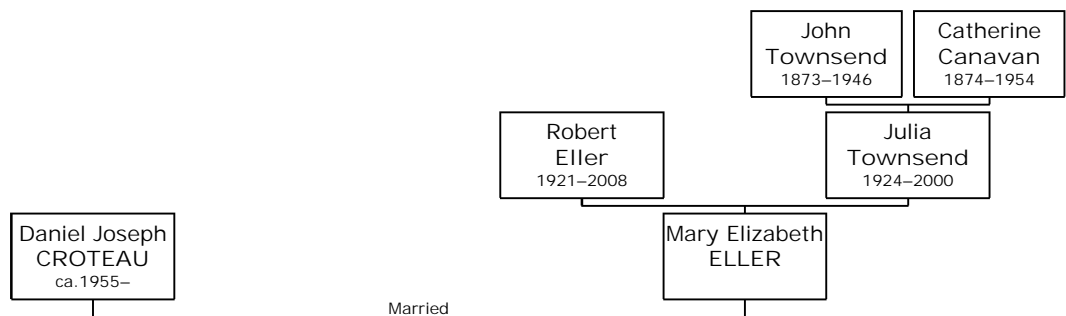 John
Townsend
1873–1946
Catherine
Canavan
1874–1954
Robert
Eller
1921–2008
Julia
Townsend
1924–2000
Daniel Joseph
CROTEAU
ca.1955–
Mary Elizabeth
ELLER
Married